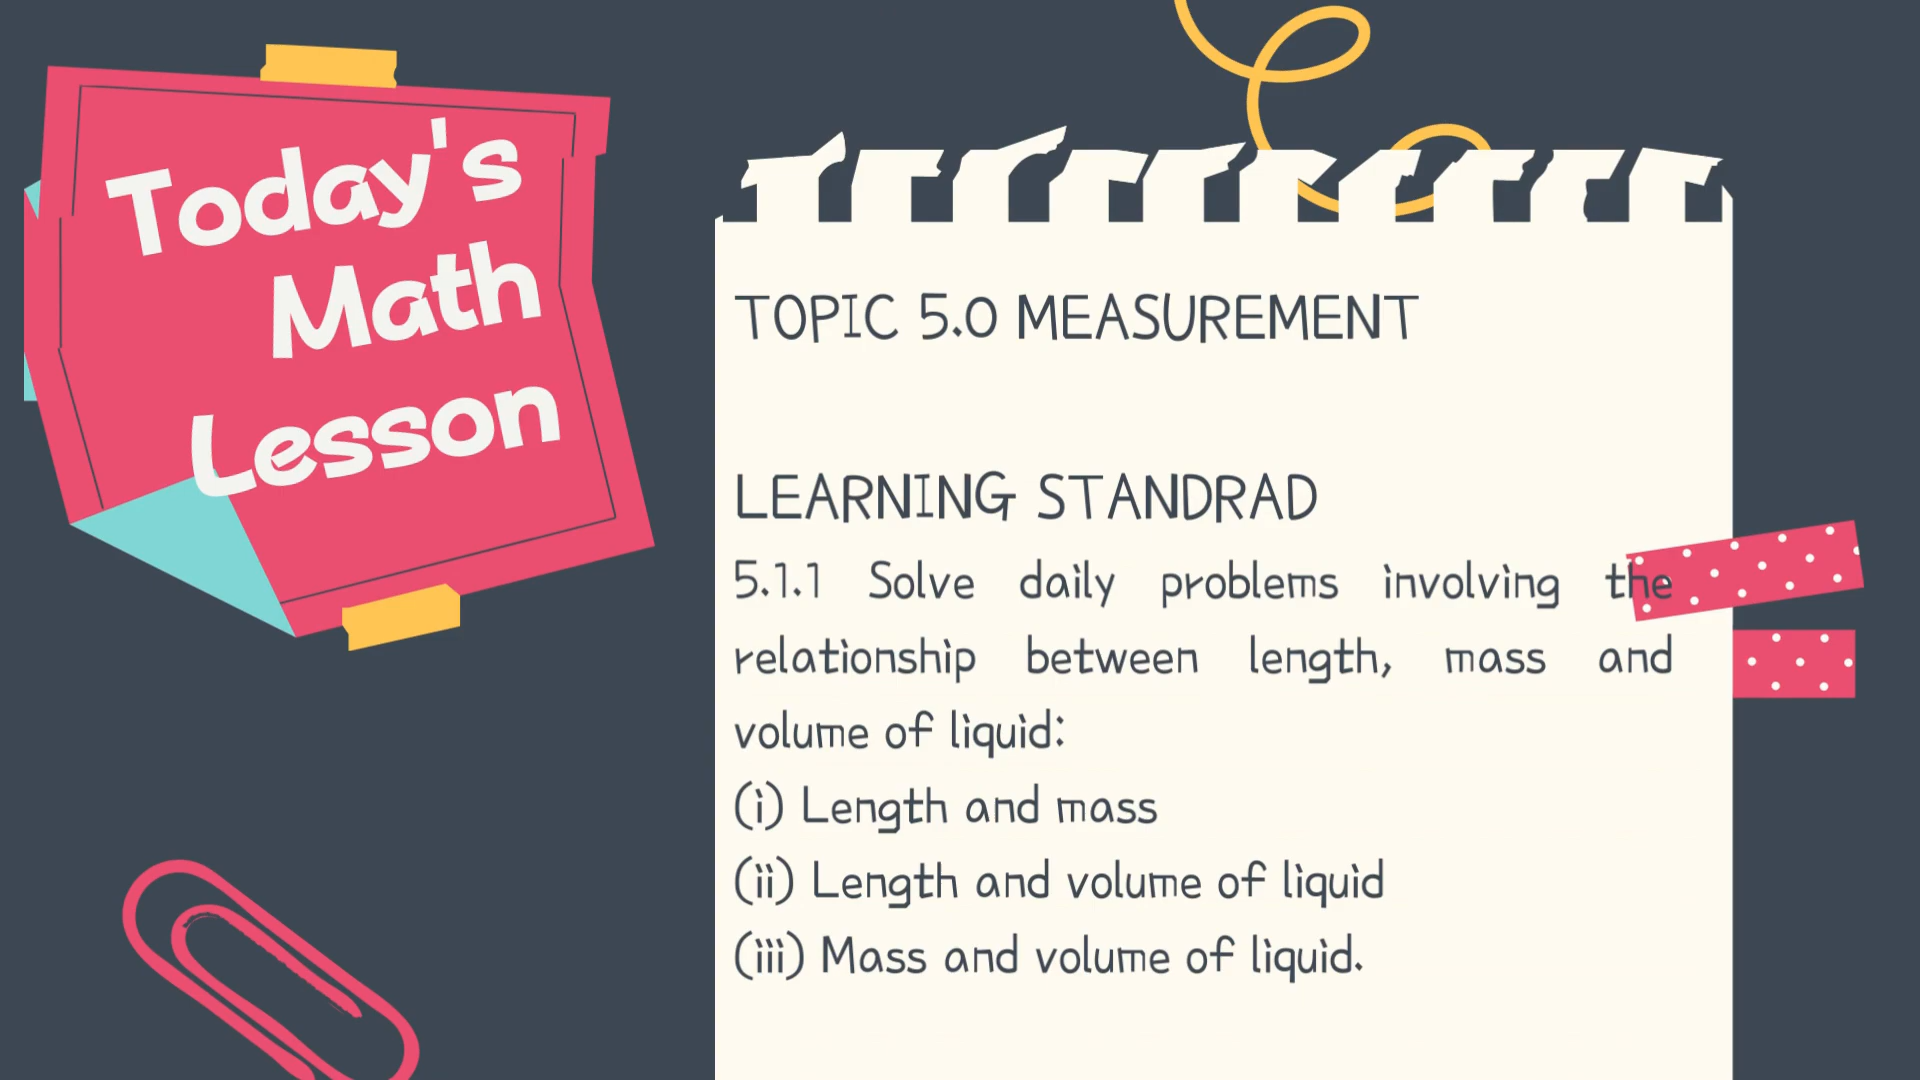 Today's
Math
Lesson
TOPIC 5.0 MEASUREMENT
LEARNING STANDRAD
5.1.1 Solve daily problems involving the
relationship between length, mass and
volume of liquid:
(i) Length and mass
(ii) Length and volume of liquid
(iii) Mass and volume of liquid.